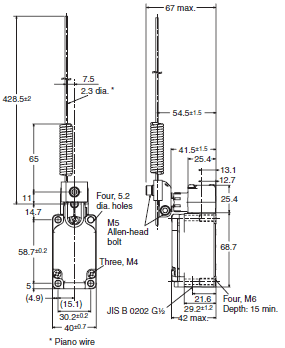 67 max.
7.5
2.3 dia. *
428.5±2
54.5±1.5
41.5±1.5
25.4
65
13.1
12.7
11
14.7
Four, 5.2
dia. holes
25.4
M5
Allen-head
bolt
58.7±0.2
68.7
Three, M4
5
(4.9)
(15.1)
30.2±0.2
40±0.7
JIS B 0202 G½
21.6
29.2±1.2
42 max.
Four, M6
Depth: 15 min.
* Piano wire